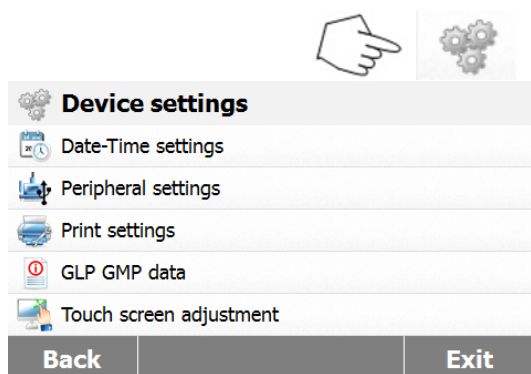 Device settings
Date-Time settings
Peripheral settings
Print settings
GLP GMP data
Touch screen adjustment
Back Exit